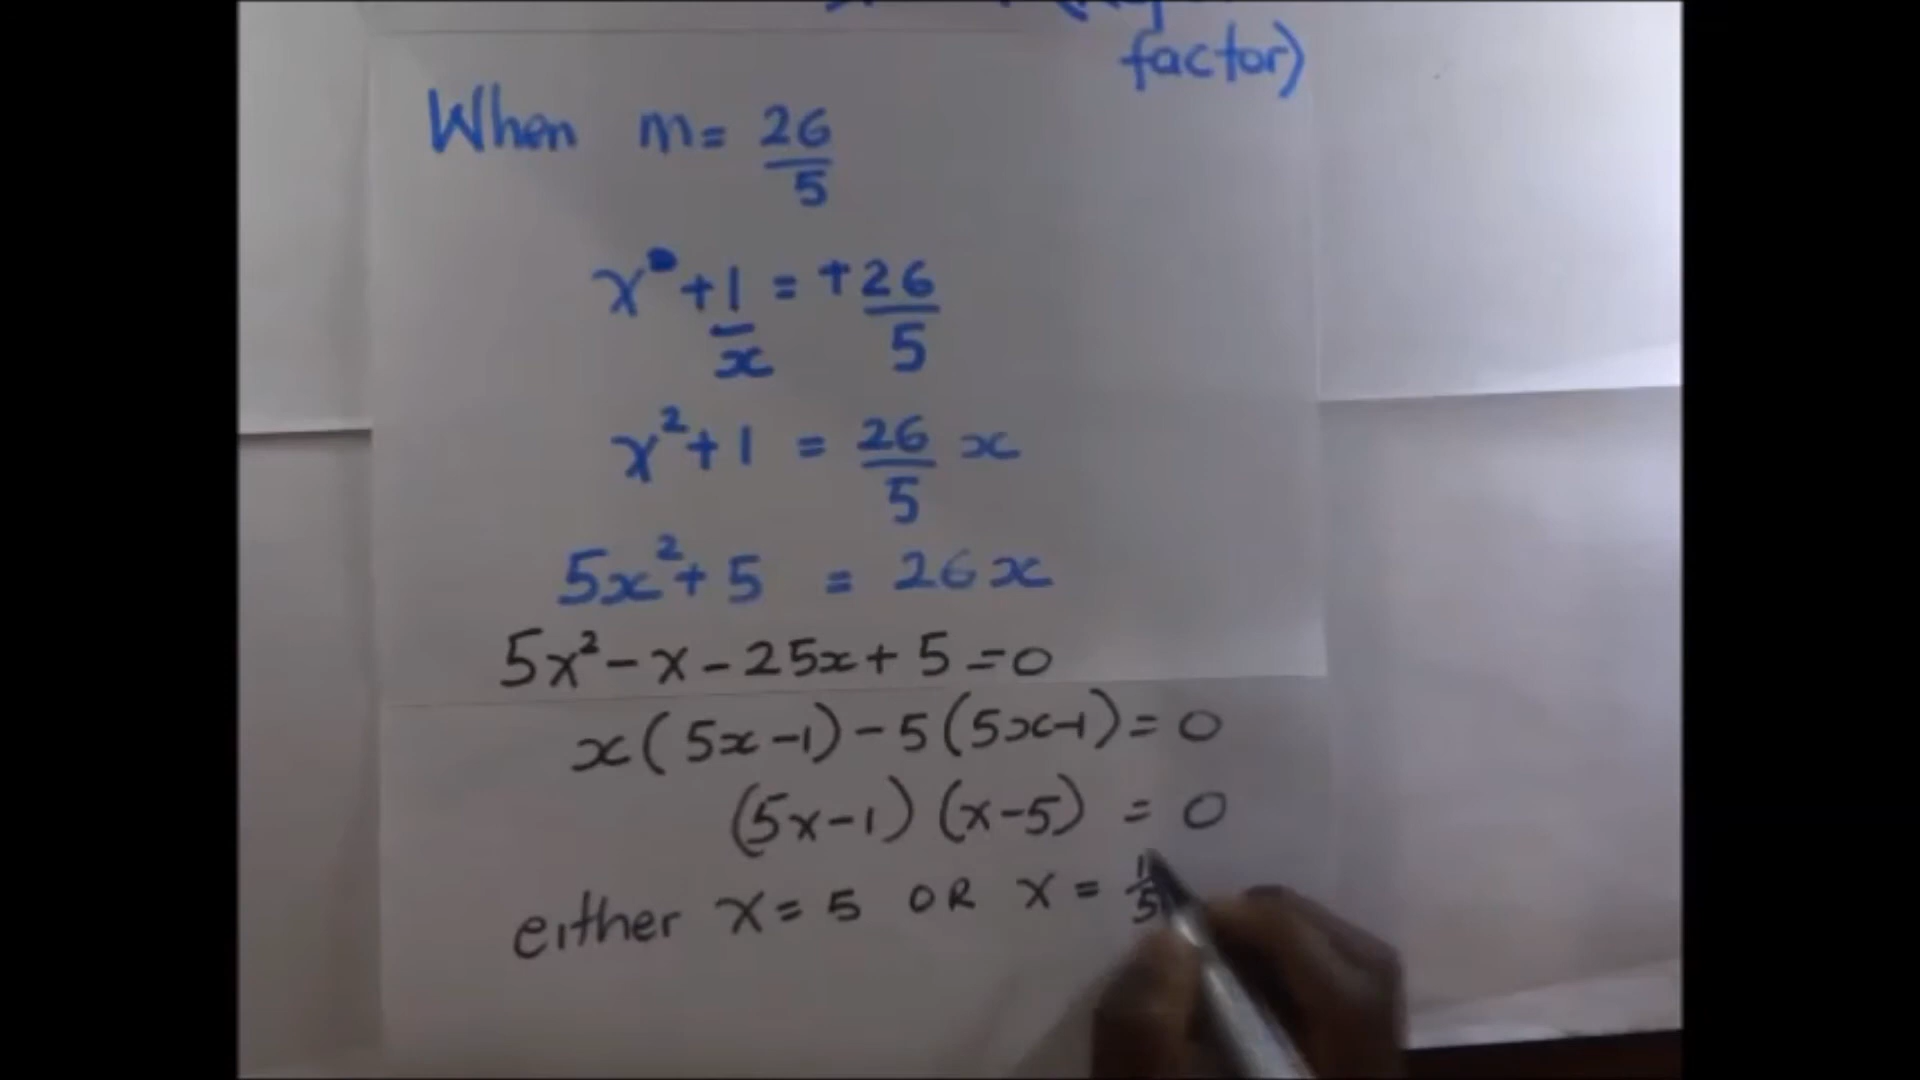 factor)
When m = 26/5
x + 1/x = +26/5
x² + 1 = 26/5 x
5x² + 5 = 26x
5x² - x - 25x + 5 = 0
x(5x-1) - 5(5x-1) = 0
(5x-1)(x-5) = 0
either x = 5 OR x = 1/5